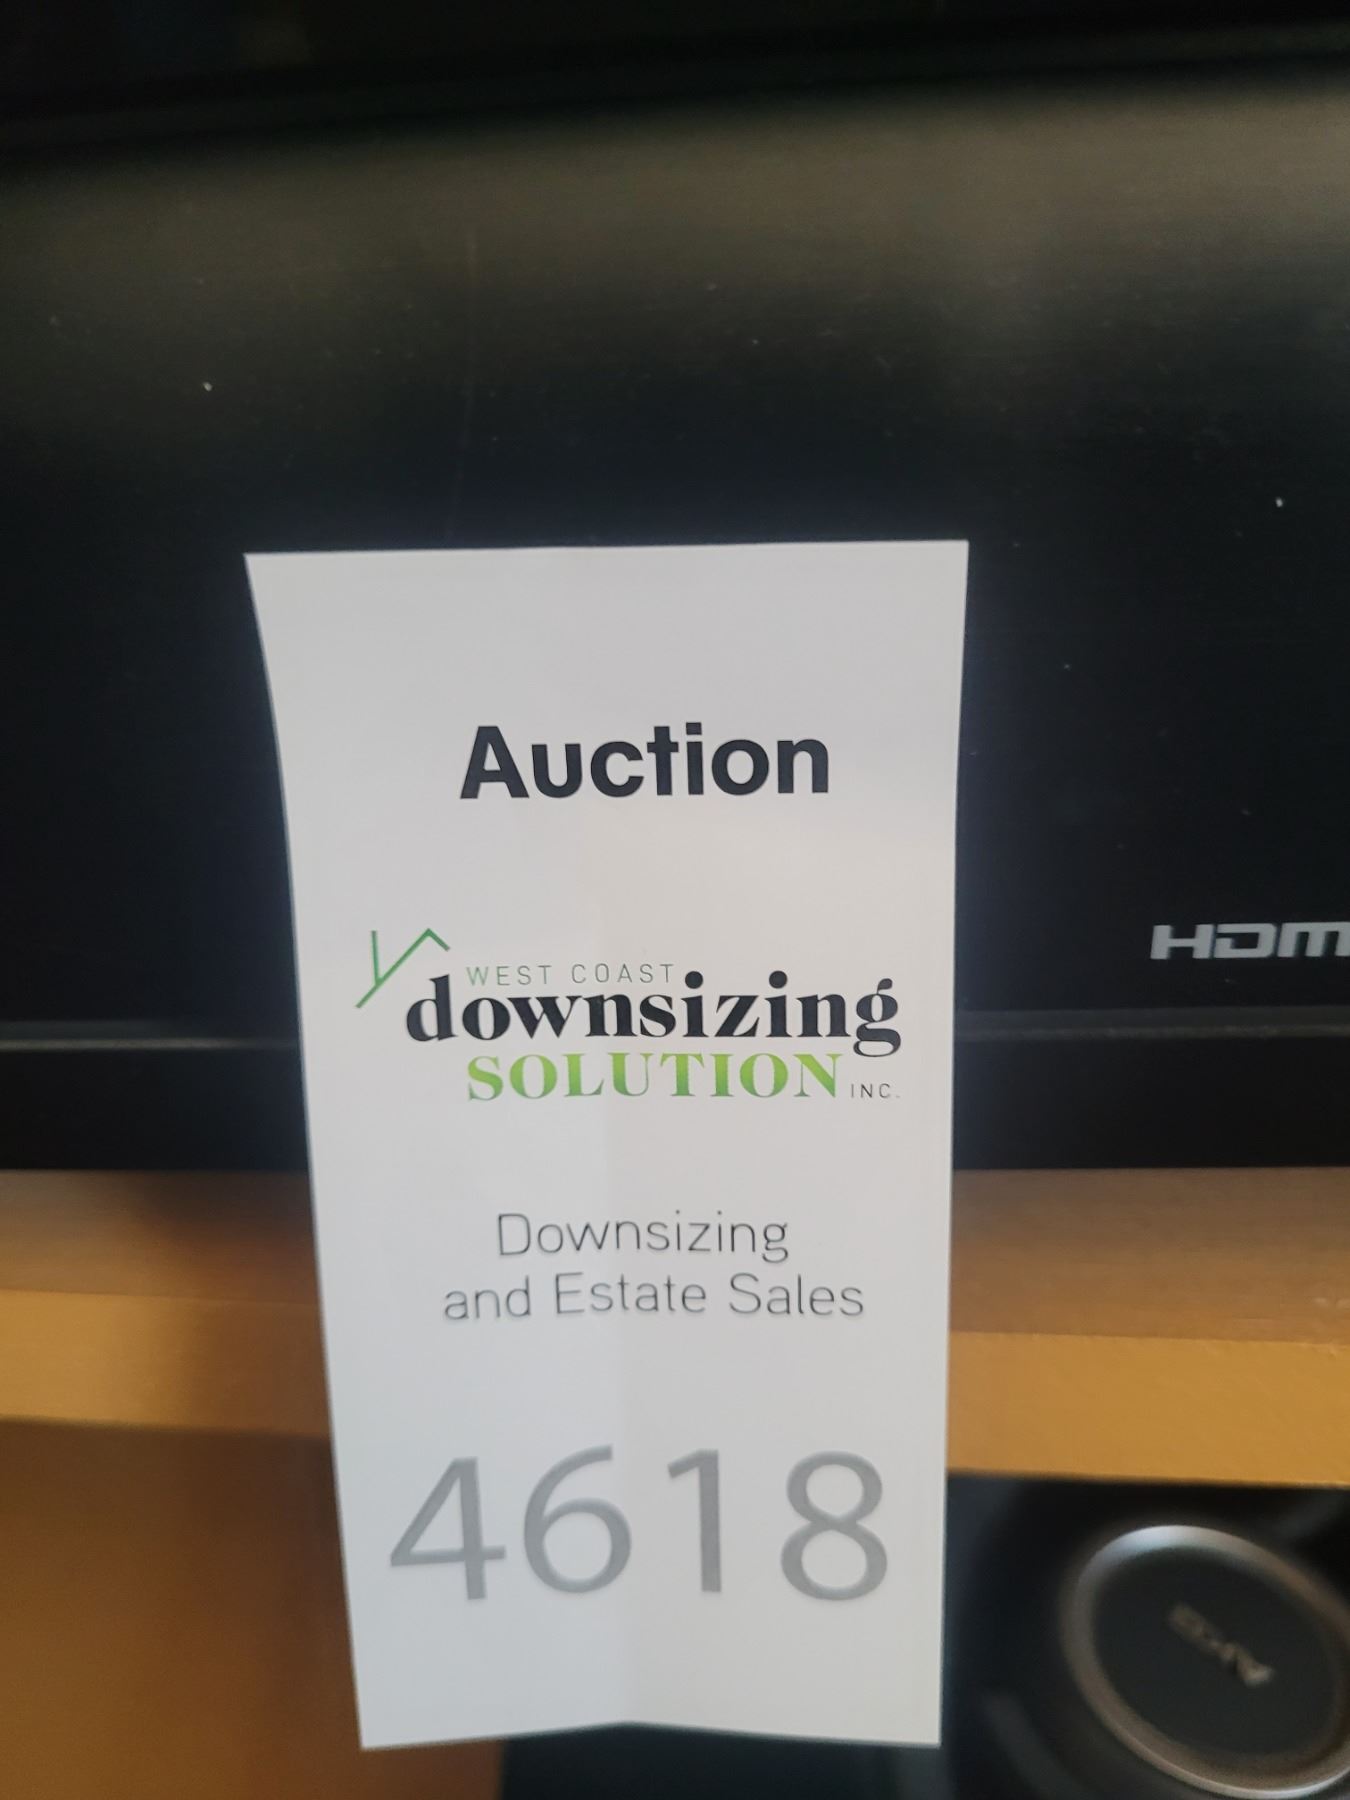 Auction
WEST COAST
downsizing
SOLUTION INC.
Downsizing
and Estate Sales
4618
HDM